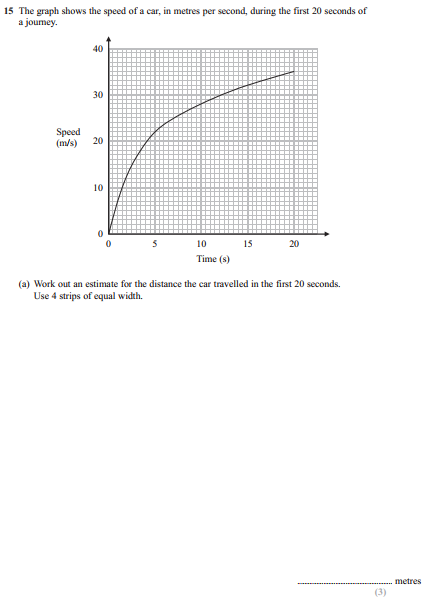 15 The graph shows the speed of a car, in metres per second, during the first 20 seconds of
a journey.
40
30
Speed
(m/s)
20
10
0
0 5 10 15 20
Time (s)
(a) Work out an estimate for the distance the car travelled in the first 20 seconds.
Use 4 strips of equal width.
metres
(3)